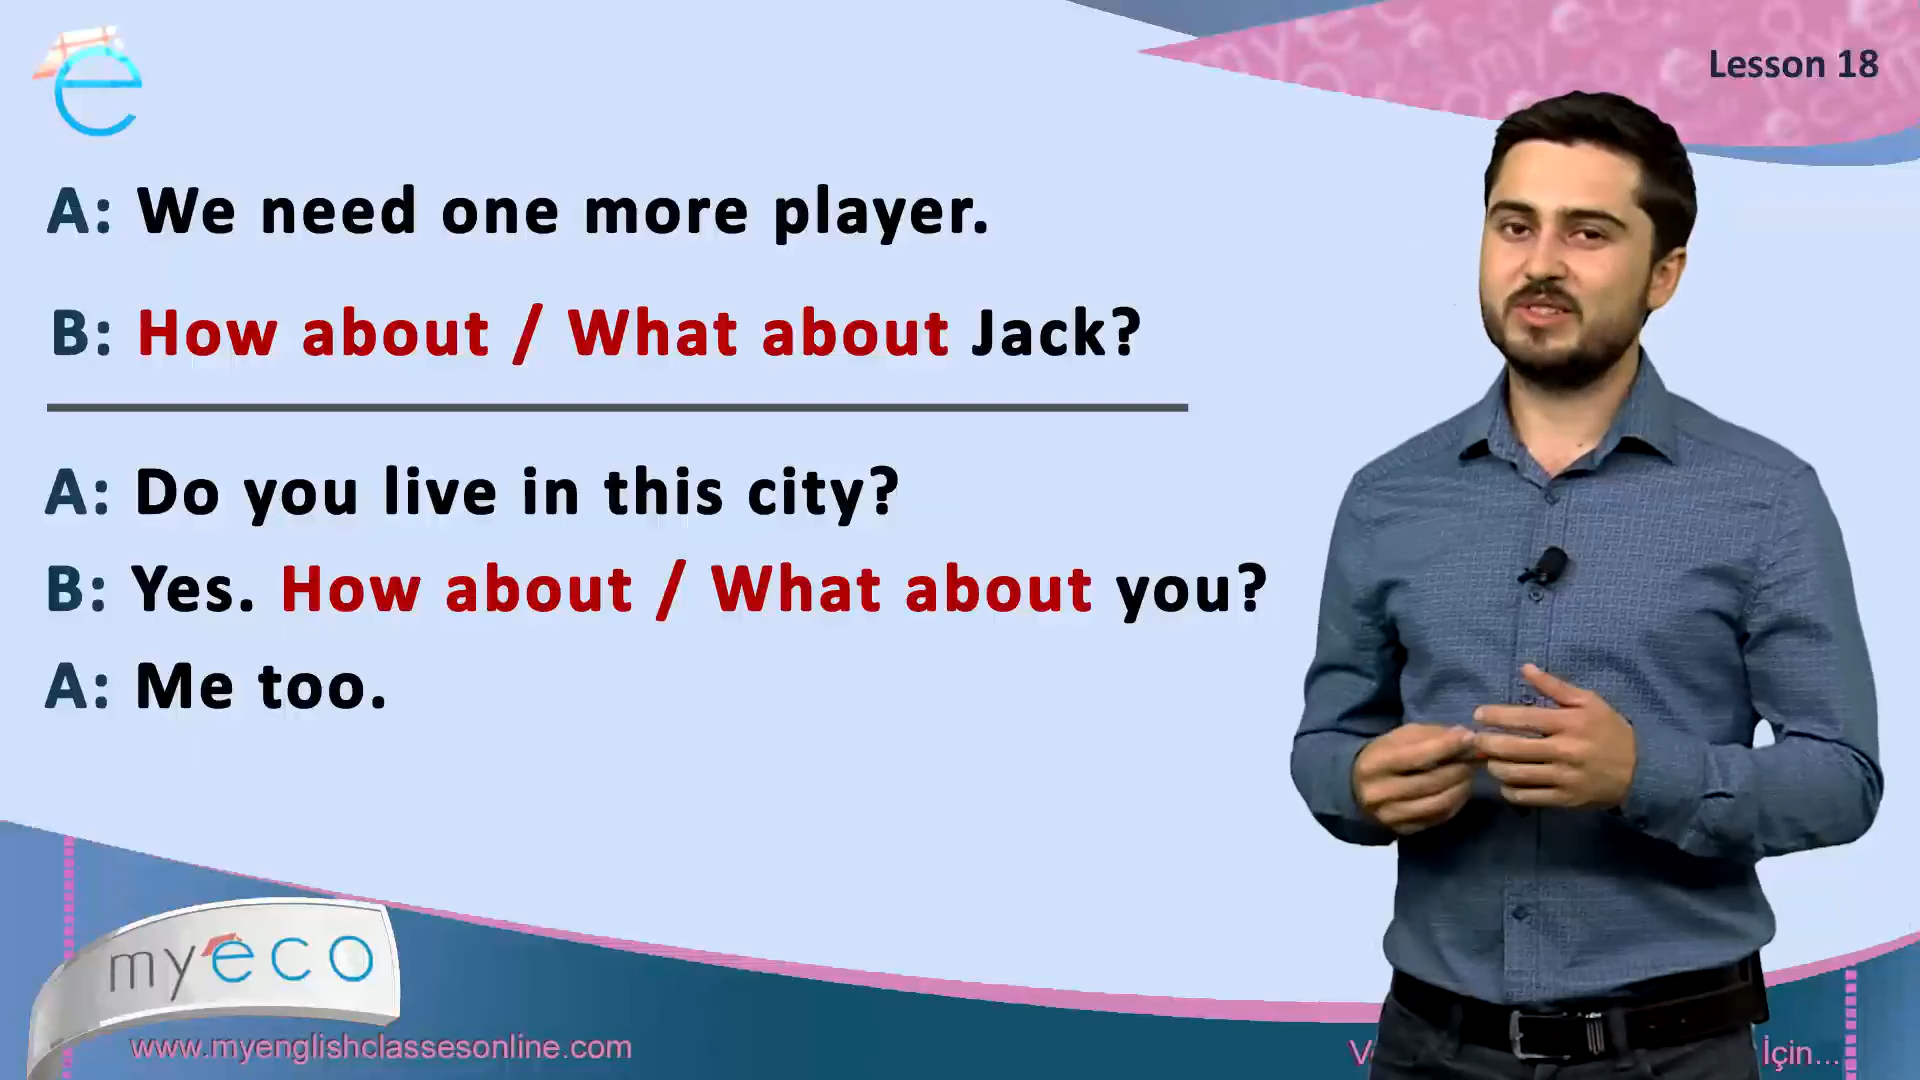 Lesson 18
A: We need one more player.
B: How about / What about Jack?
A: Do you live in this city?
B: Yes. How about / What about you?
A: Me too.
myeco
www.myenglishclassesonline.com
İçin...